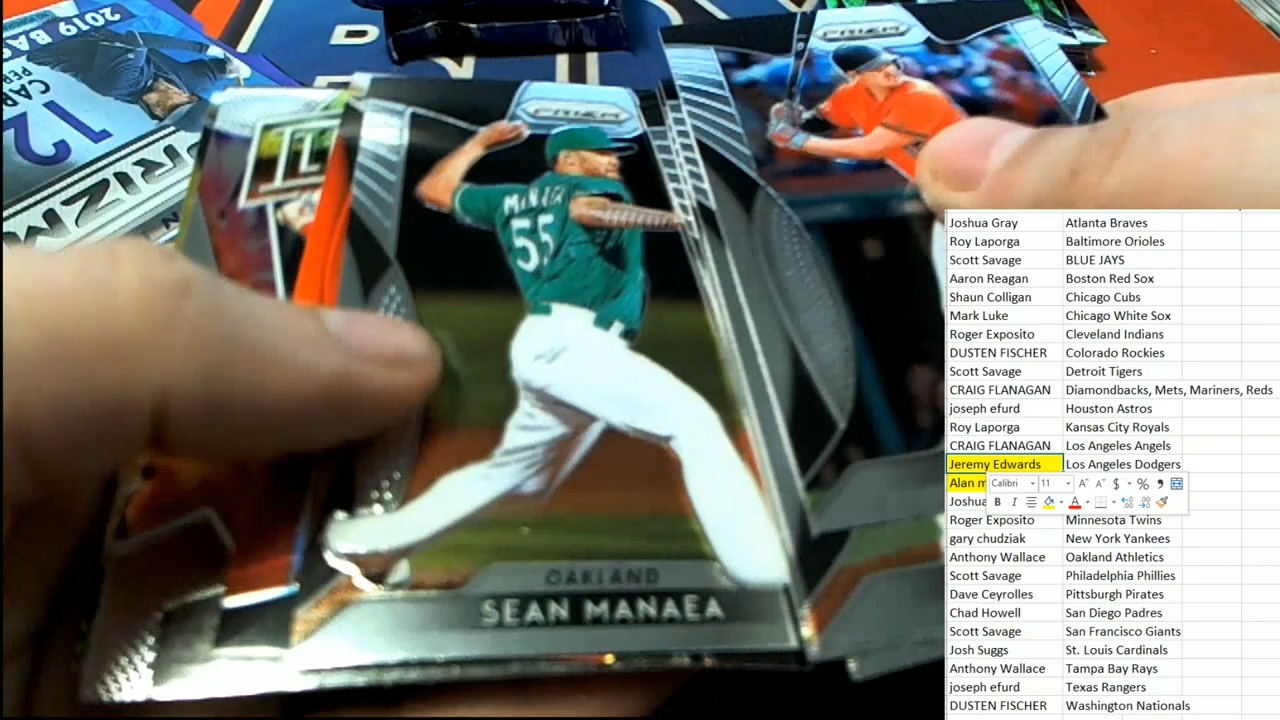 2019 BA
CAR
PER
12
PRIZM
PRIZM
PRIZM
MANAEA
55
OAKLAND
SEAN MANAEA
Joshua Gray Atlanta Braves
Roy Laporga Baltimore Orioles
Scott Savage BLUE JAYS
Aaron Reagan Boston Red Sox
Shaun Colligan Chicago Cubs
Mark Luke Chicago White Sox
Roger Exposito Cleveland Indians
DUSTEN FISCHER Colorado Rockies
Scott Savage Detroit Tigers
CRAIG FLANAGAN Diamondbacks, Mets, Mariners, Reds
joseph efurd Houston Astros
Roy Laporga Kansas City Royals
CRAIG FLANAGAN Los Angeles Angels
Jeremy Edwards Los Angeles Dodgers
Alan m
Calibri 11 A A $ % ,
Joshua
B I A
Roger Exposito Minnesota Twins
gary chudziak New York Yankees
Anthony Wallace Oakland Athletics
Scott Savage Philadelphia Phillies
Dave Ceyrolles Pittsburgh Pirates
Chad Howell San Diego Padres
Scott Savage San Francisco Giants
Josh Suggs St. Louis Cardinals
Anthony Wallace Tampa Bay Rays
joseph efurd Texas Rangers
DUSTEN FISCHER Washington Nationals